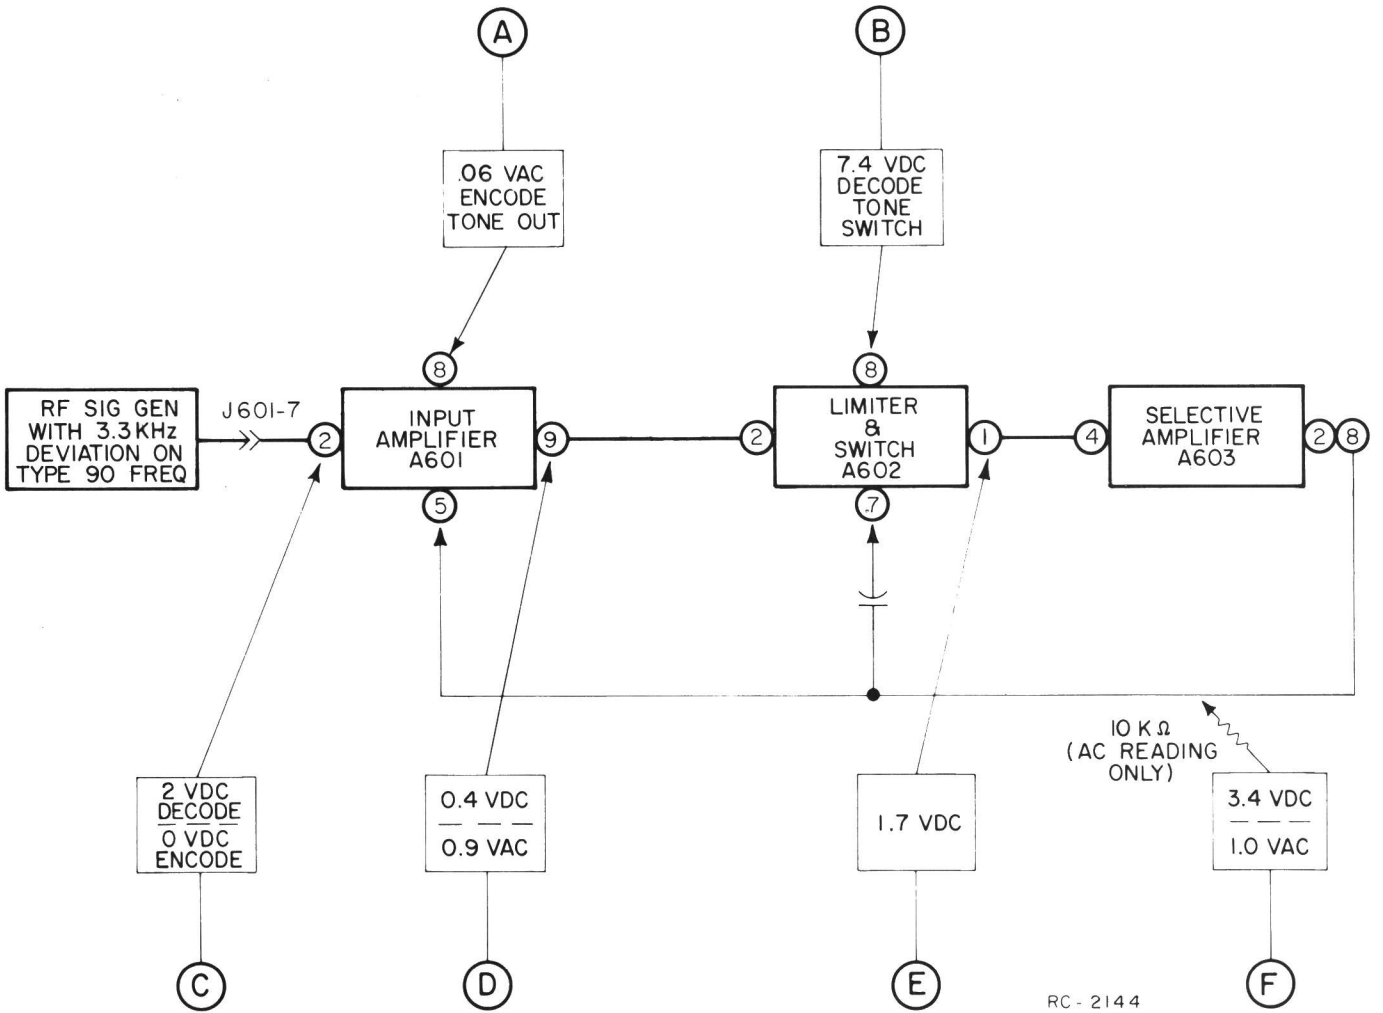 A
B
.06 VAC
ENCODE
TONE OUT
7.4 VDC
DECODE
TONE
SWITCH
8
8
RF SIG GEN
WITH 3.3 KHz
DEVIATION ON
TYPE 90 FREQ
J601-7
2
INPUT
AMPLIFIER
A601
9
5
2
LIMITER
&
SWITCH
A602
1
7
4
SELECTIVE
AMPLIFIER
A603
2
8
10 K Ω
(AC READING
ONLY)
2 VDC
DECODE
0 VDC
ENCODE
0.4 VDC
0.9 VAC
1.7 VDC
3.4 VDC
1.0 VAC
C
D
E
F
RC - 2144